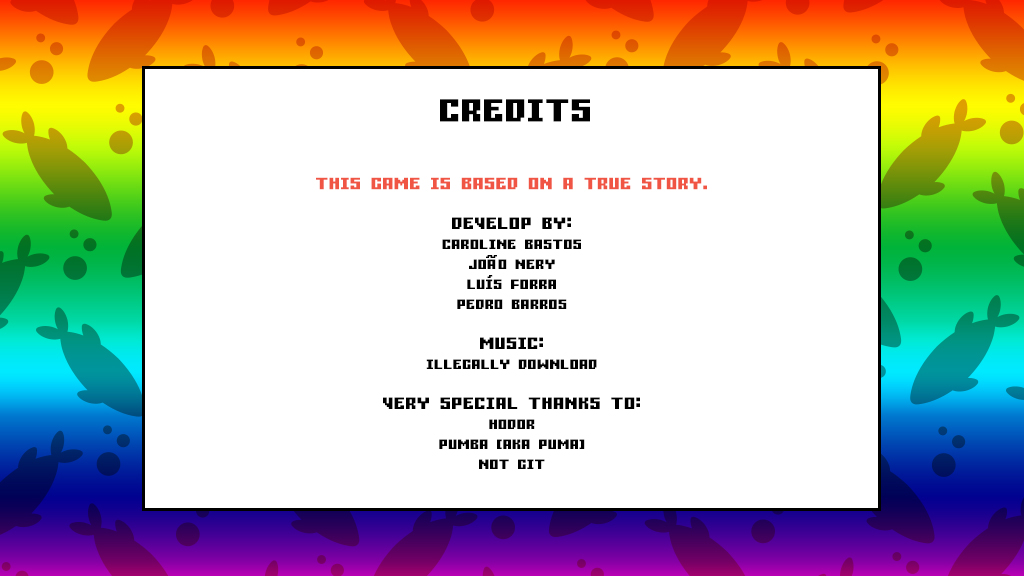 CREDITS
THIS GAME IS BASED ON A TRUE STORY.
DEVELOP BY:
CAROLINE BASTOS
JOÃO NERY
LUÍS FORRA
PEDRO BARROS
MUSIC:
ILLEGALLY DOWNLOAD
VERY SPECIAL THANKS TO:
HODOR
PUMBA [AKA PUMA]
NOT GIT